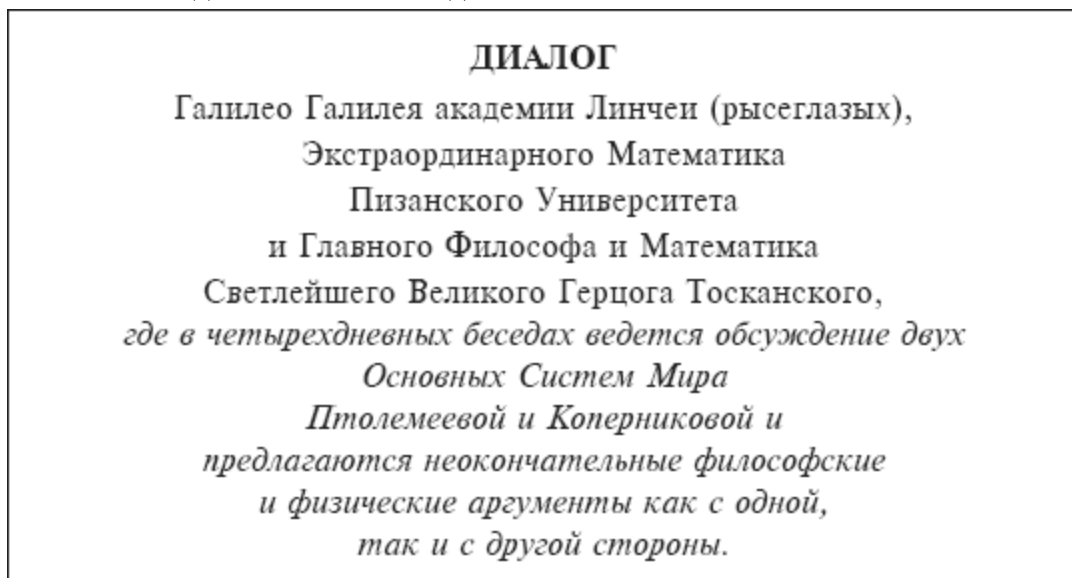 ДИАЛОГ
Галилео Галилея академии Линчеи (рысеглазых),
Экстраординарного Математика
Пизанского Университета
и Главного Философа и Математика
Светлейшего Великого Герцога Тосканского,
где в четырехдневных беседах ведется обсуждение двух
Основных Систем Мира
Птолемеевой и Коперниковой и
предлагаются неокончательные философские
и физические аргументы как с одной,
так и с другой стороны.